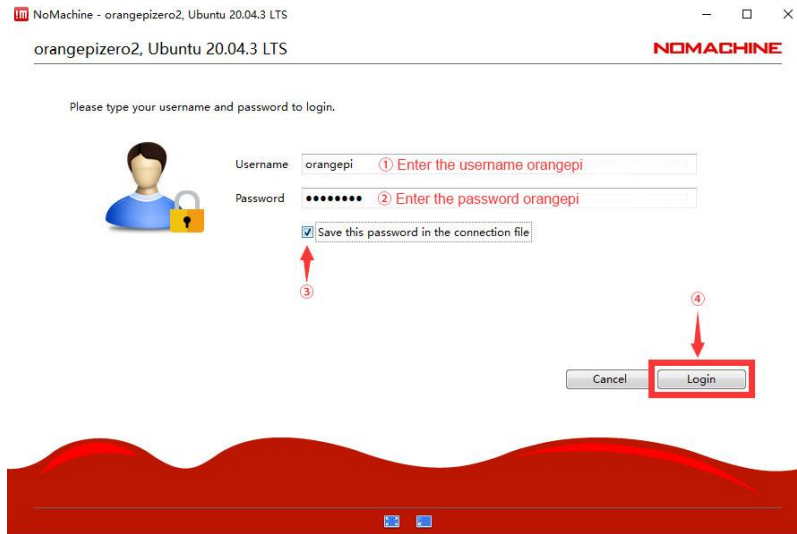 NoMachine - orangepizero2, Ubuntu 20.04.3 LTS
orangepizero2, Ubuntu 20.04.3 LTS
NOMACHINE
Please type your username and password to login.
Username orangepi ① Enter the username orangepi
Password •••••••• ② Enter the password orangepi
Save this password in the connection file
③
④
Cancel Login